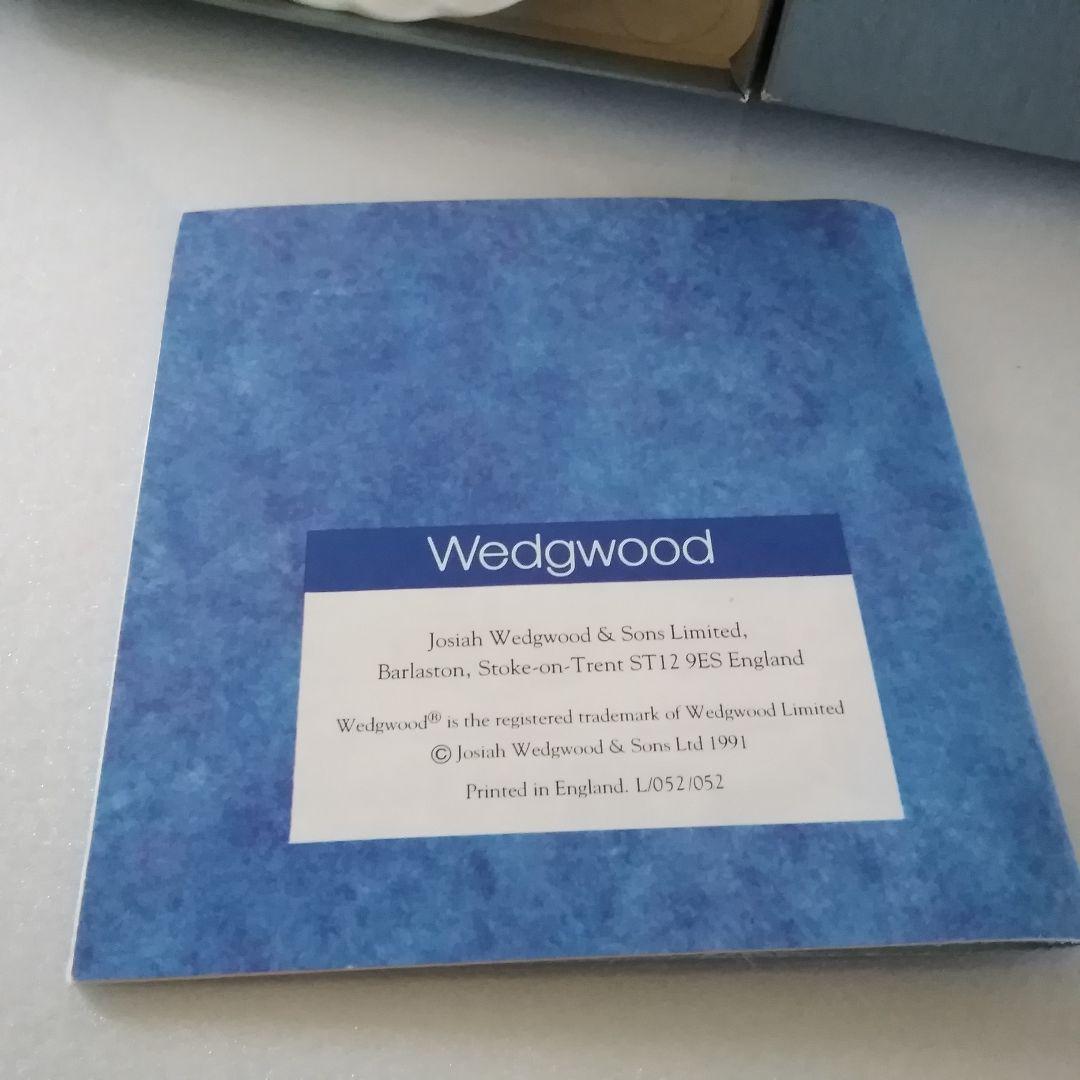 Wedgwood
Josiah Wedgwood & Sons Limited,
Barlaston, Stoke-on-Trent ST12 9ES England
Wedgwood® is the registered trademark of Wedgwood Limited
© Josiah Wedgwood & Sons Ltd 1991
Printed in England. L/052/052